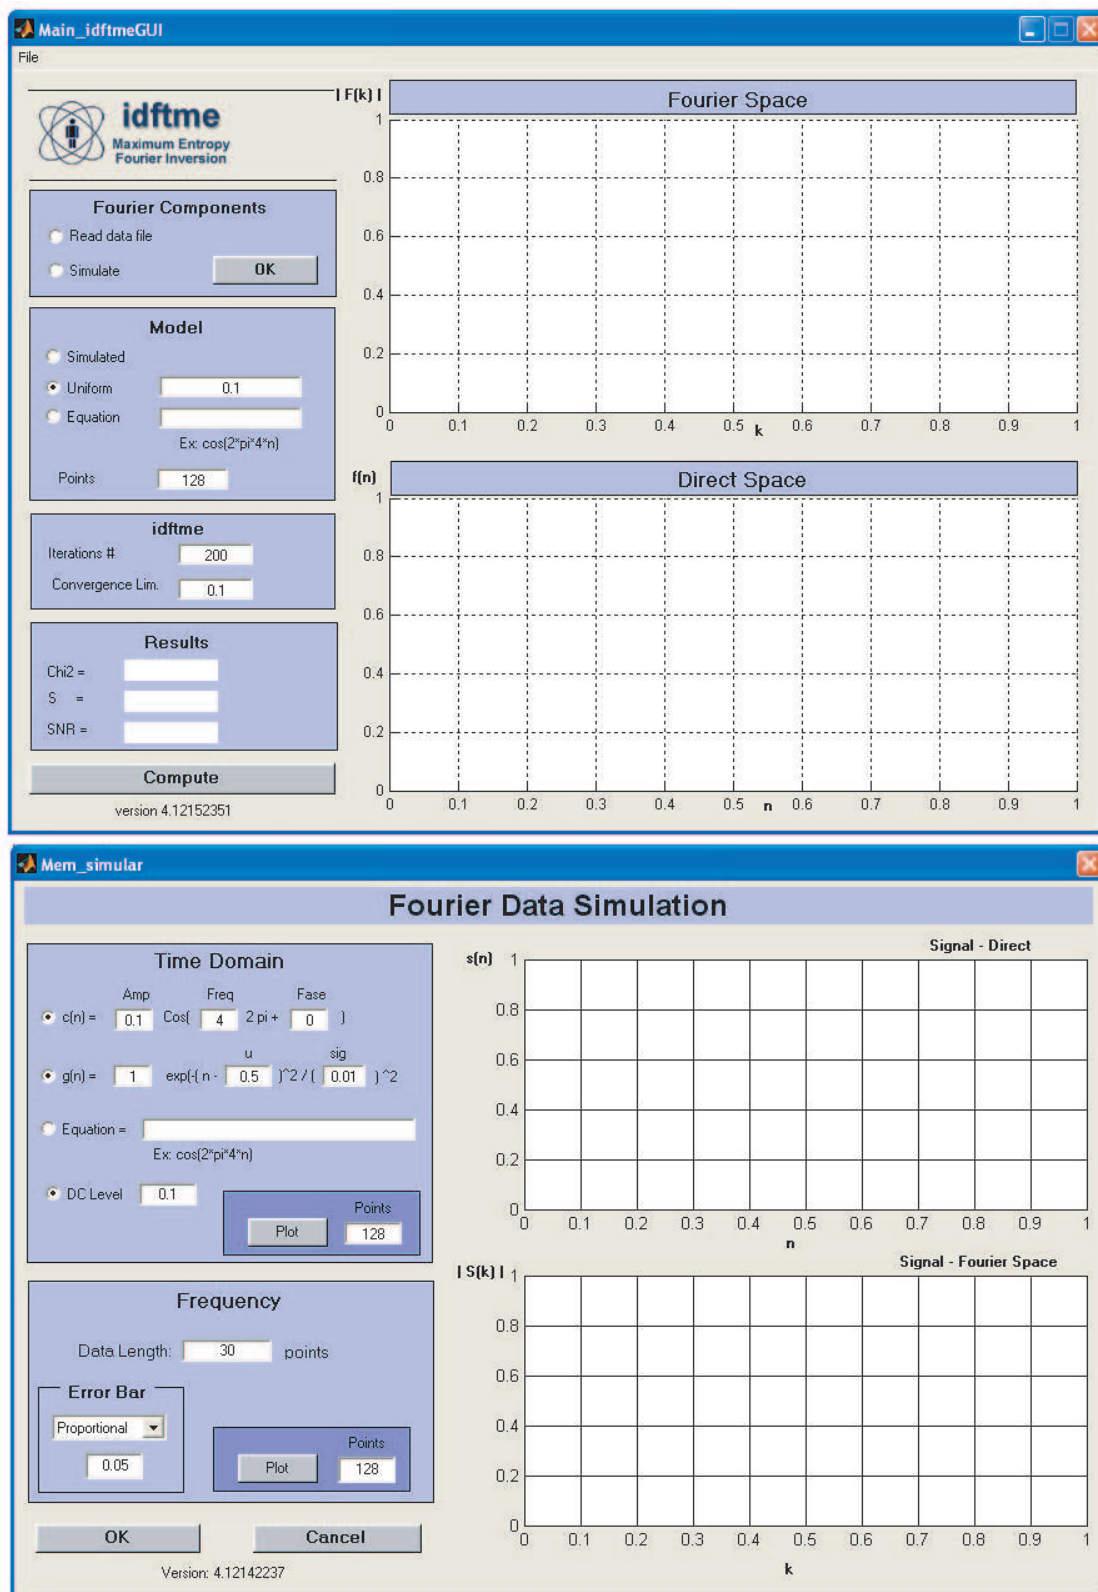 Main_idftmeGUI
File
idftme
Maximum Entropy
Fourier Inversion
Fourier Components
Read data file
Simulate
OK
Model
Simulated
Uniform 0.1
Equation
Ex: cos(2*pi*4*n)
Points 128
idftme
Iterations # 200
Convergence Lim. 0.1
Results
Chi2 =
S =
SNR =
Compute
version 4.12152351
| F(k) |
Fourier Space
1
0.8
0.6
0.4
0.2
0
0 0.1 0.2 0.3 0.4 0.5 0.6 0.7 0.8 0.9 1
k
f(n)
Direct Space
1
0.8
0.6
0.4
0.2
0
0 0.1 0.2 0.3 0.4 0.5 0.6 0.7 0.8 0.9 1
n
Mem_simular
Fourier Data Simulation
Time Domain
Amp Freq Fase
c(n) = 0.1 Cos( 4 2 pi + 0 )
u sig
g(n) = 1 exp(-( n - 0.5 )^2 / ( 0.01 ) ^2
Equation =
Ex: cos(2*pi*4*n)
DC Level 0.1
Points
Plot 128
Frequency
Data Length: 30 points
Error Bar
Proportional
0.05
Points
Plot 128
OK Cancel
Version: 4.12142237
Signal - Direct
s(n)
1
0.8
0.6
0.4
0.2
0
0 0.1 0.2 0.3 0.4 0.5 0.6 0.7 0.8 0.9 1
n
Signal - Fourier Space
| S(k) |
1
0.8
0.6
0.4
0.2
0
0 0.1 0.2 0.3 0.4 0.5 0.6 0.7 0.8 0.9 1
k